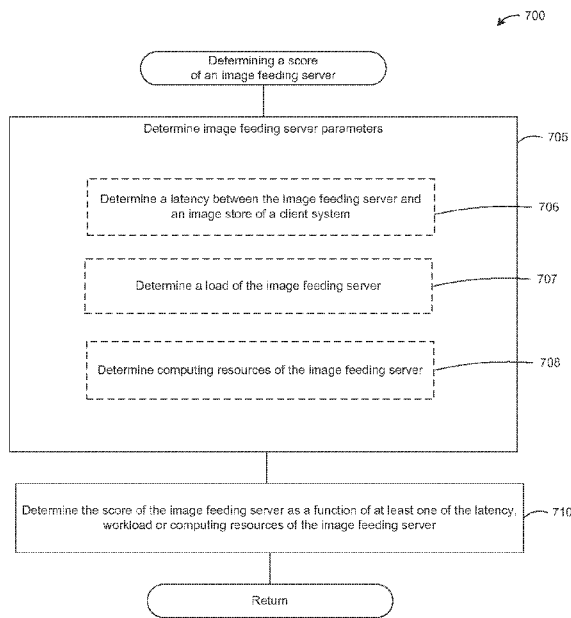 700
Determining a score
of an image feeding server
Determine image feeding server parameters
705
Determine a latency between the image feeding server and
an image store of a client system
706
Determine a load of the image feeding server
707
Determine computing resources of the image feeding server
708
Determine the score of the image feeding server as a function of at least one of the latency,
workload or computing resources of the image feeding server
710
Return